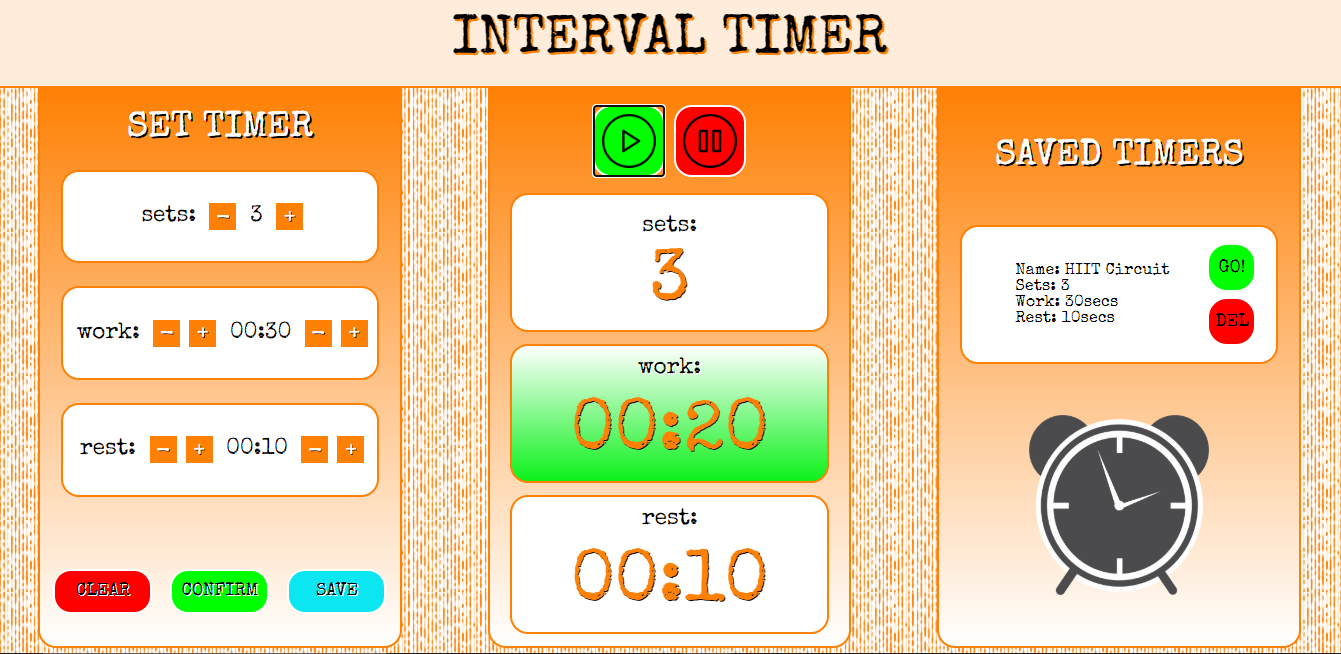 INTERVAL TIMER
SET TIMER
sets: − 3 +
work: − + 00:30 − +
rest: − + 00:10 − +
CLEAR CONFIRM SAVE
sets:
3
work:
00:20
rest:
00:10
SAVED TIMERS
Name: HIIT Circuit
Sets: 3
Work: 30secs
Rest: 10secs
GO!
DEL